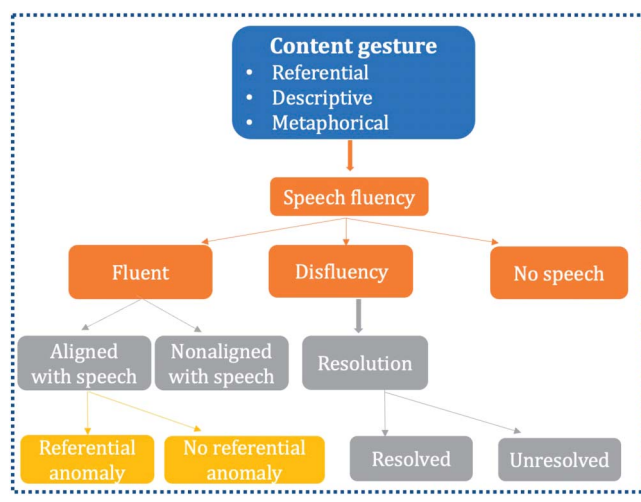 Content gesture
• Referential
• Descriptive
• Metaphorical
Speech fluency
Fluent
Disfluency
No speech
Aligned
with speech
Nonaligned
with speech
Resolution
Referential
anomaly
No referential
anomaly
Resolved
Unresolved